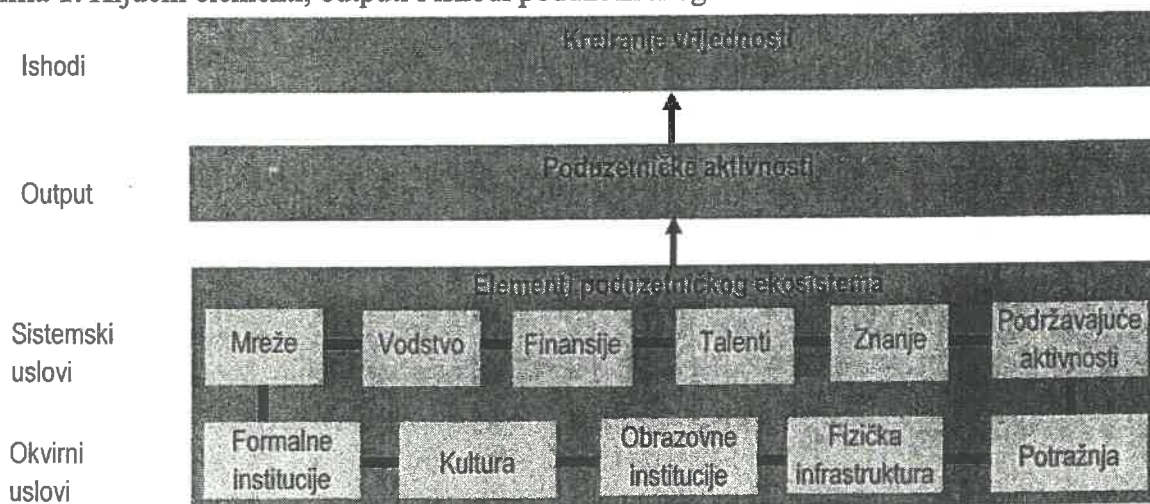 Ishodi
Kreiranje vrijednosti
Output
Poduzetničke aktivnosti
Elementi poduzetničkog ekosistema
Sistemski
uslovi
Mreže
Vodstvo
Finansije
Talenti
Znanje
Podržavajuće
aktivnosti
Okvirni
uslovi
Formalne
institucije
Kultura
Obrazovne
institucije
Fizička
infrastruktura
Potražnja